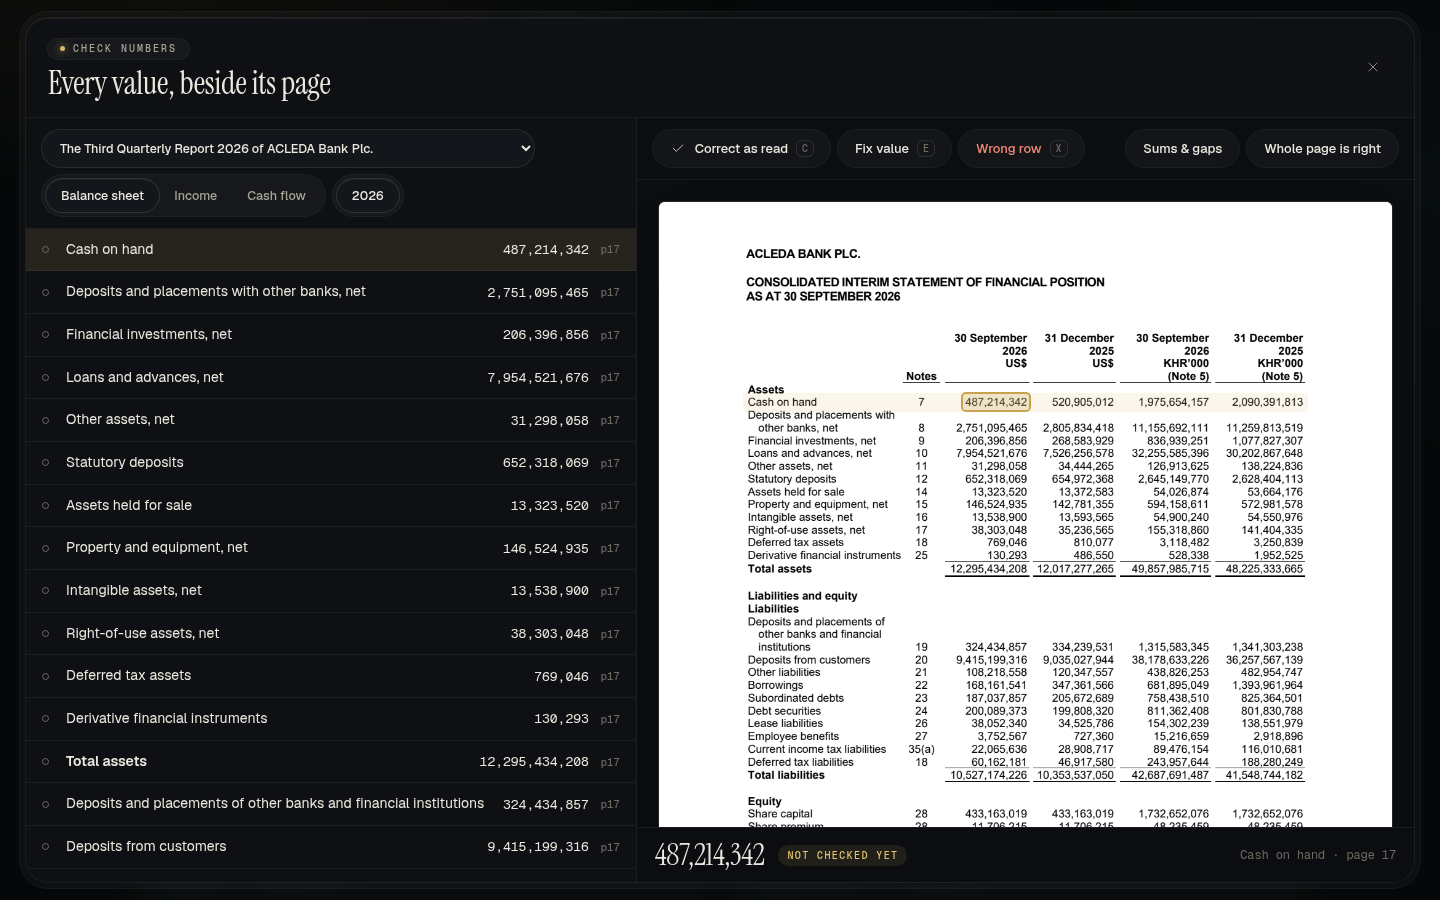 CHECK NUMBERS
Every value, beside its page
The Third Quarterly Report 2026 of ACLEDA Bank Plc.
Balance sheet Income Cash flow 2026
Cash on hand 487,214,342 p17
Deposits and placements with other banks, net 2,751,095,465 p17
Financial investments, net 206,396,856 p17
Loans and advances, net 7,954,521,676 p17
Other assets, net 31,298,058 p17
Statutory deposits 652,318,069 p17
Assets held for sale 13,323,520 p17
Property and equipment, net 146,524,935 p17
Intangible assets, net 13,538,900 p17
Right-of-use assets, net 38,303,048 p17
Deferred tax assets 769,046 p17
Derivative financial instruments 130,293 p17
Total assets 12,295,434,208 p17
Deposits and placements of other banks and financial institutions 324,434,857 p17
Deposits from customers 9,415,199,316 p17
Correct as read C Fix value E Wrong row X Sums & gaps Whole page is right
ACLEDA BANK PLC.
CONSOLIDATED INTERIM STATEMENT OF FINANCIAL POSITION
AS AT 30 SEPTEMBER 2026
30 September 31 December 30 September 31 December
2026 2025 2026 2025
US$ US$ KHR'000 KHR'000
Notes (Note 5) (Note 5)
Assets
Cash on hand 7 487,214,342 520,905,012 1,975,654,157 2,090,391,813
Deposits and placements with
other banks, net 8 2,751,095,465 2,805,834,418 11,155,692,111 11,259,813,519
Financial investments, net 9 206,396,856 268,583,929 836,939,251 1,077,827,307
Loans and advances, net 10 7,954,521,676 7,526,256,578 32,255,585,396 30,202,867,648
Other assets, net 11 31,298,058 34,444,265 126,913,625 138,224,836
Statutory deposits 12 652,318,069 654,972,368 2,645,149,770 2,628,404,113
Assets held for sale 14 13,323,520 13,372,583 54,026,874 53,664,176
Property and equipment, net 15 146,524,935 142,781,355 594,158,611 572,981,578
Intangible assets, net 16 13,538,900 13,593,565 54,900,240 54,550,976
Right-of-use assets, net 17 38,303,048 35,236,565 155,318,860 141,404,335
Deferred tax assets 18 769,046 810,077 3,118,482 3,250,839
Derivative financial instruments 25 130,293 486,550 528,338 1,952,525
Total assets 12,295,434,208 12,017,277,265 49,857,985,715 48,225,333,665
Liabilities and equity
Liabilities
Deposits and placements of
other banks and financial
institutions 19 324,434,857 334,239,531 1,315,583,345 1,341,303,238
Deposits from customers 20 9,415,199,316 9,035,027,944 38,178,633,226 36,257,567,139
Other liabilities 21 108,218,558 120,347,557 438,826,253 482,954,747
Borrowings 22 168,161,541 347,361,566 681,895,049 1,393,961,964
Subordinated debts 23 187,037,857 205,672,689 758,438,510 825,364,501
Debt securities 24 200,089,373 199,808,320 811,362,408 801,830,788
Lease liabilities 26 38,052,340 34,525,786 154,302,239 138,551,979
Employee benefits 27 3,752,567 727,360 15,216,659 2,918,896
Current income tax liabilities 35(a) 22,065,636 28,908,717 89,476,154 116,010,681
Deferred tax liabilities 18 60,162,181 46,917,580 243,957,644 188,280,249
Total liabilities 10,527,174,226 10,353,537,050 42,687,691,487 41,548,744,182
Equity
Share capital 28 433,163,019 433,163,019 1,732,652,076 1,732,652,076
Share premium 28 11,706,215 11,706,215 48,235,459 48,235,459
487,214,342 NOT CHECKED YET Cash on hand · page 17